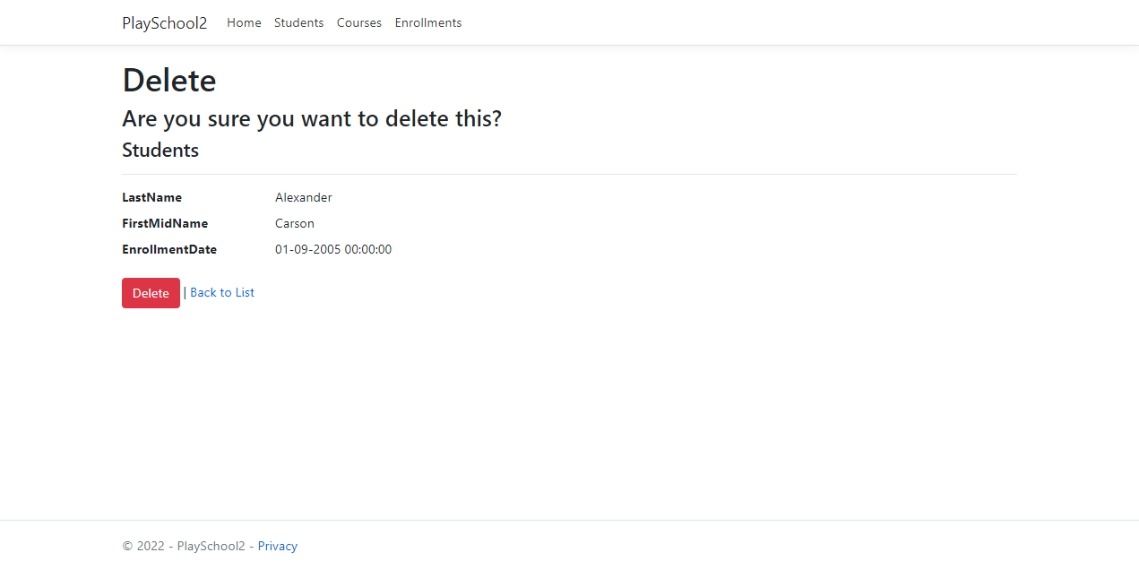 PlaySchool2 Home Students Courses Enrollments
Delete
Are you sure you want to delete this?
Students
LastName Alexander
FirstMidName Carson
EnrollmentDate 01-09-2005 00:00:00
Delete | Back to List
© 2022 - PlaySchool2 - Privacy